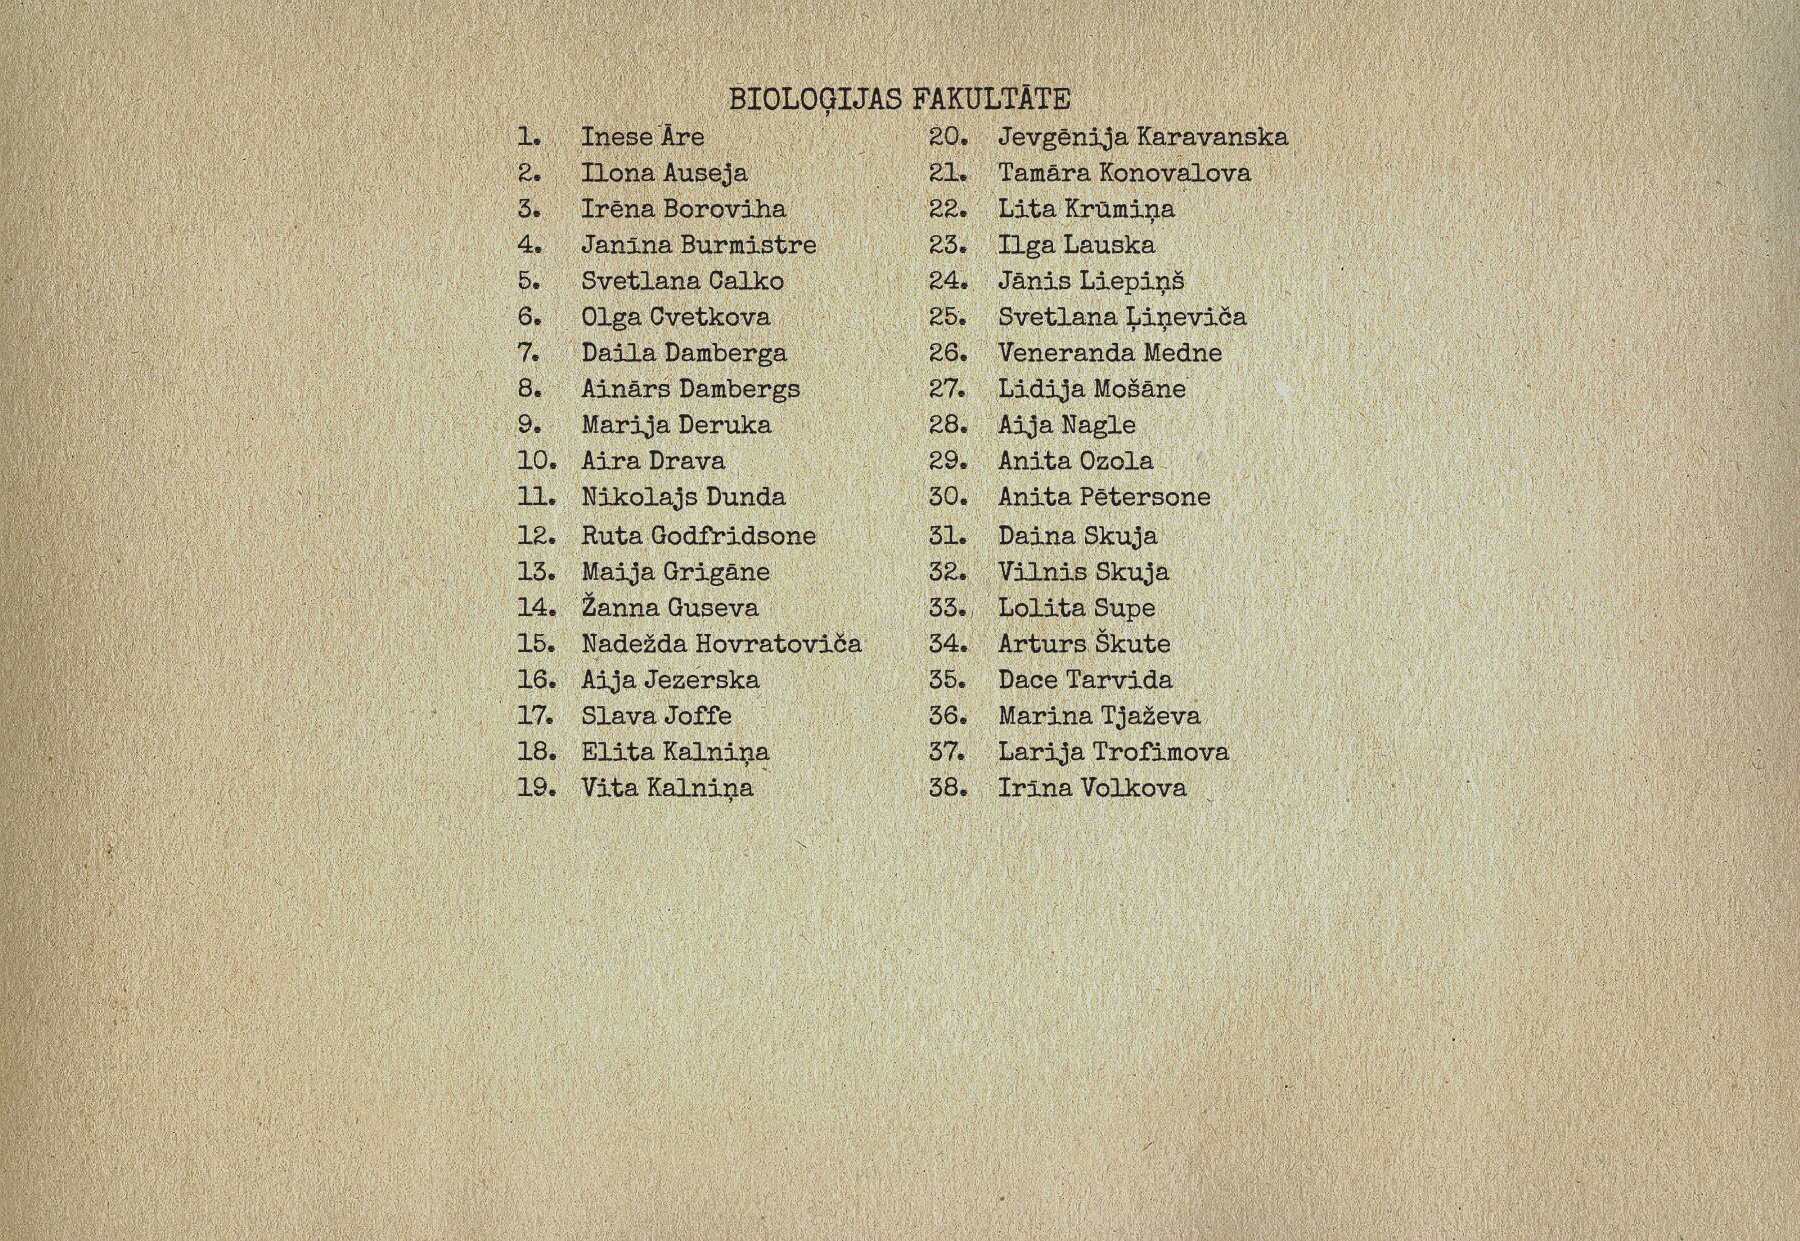 BIOLOĢIJAS FAKULTĀTE
1. Inese Āre
2. Ilona Auseja
3. Irēna Boroviha
4. Janīna Burmistre
5. Svetlana Calko
6. Olga Cvetkova
7. Daila Damberga
8. Ainārs Dambergs
9. Marija Deruka
10. Aira Drava
11. Nikolajs Dunda
12. Ruta Godfridsone
13. Maija Grigāne
14. Žanna Guseva
15. Nadežda Hovratoviča
16. Aija Jezerska
17. Slava Joffe
18. Elita Kalniņa
19. Vita Kalniņa
20. Jevgēnija Karavanska
21. Tamāra Konovalova
22. Lita Krūmiņa
23. Ilga Lauska
24. Jānis Liepiņš
25. Svetlana Ļiņeviča
26. Veneranda Medne
27. Lidija Mošāne
28. Aija Nagle
29. Anita Ozola
30. Anita Pētersone
31. Daina Skuja
32. Vilnis Skuja
33. Lolita Supe
34. Arturs Škute
35. Dace Tarvida
36. Marina Tjaževa
37. Larija Trofimova
38. Irīna Volkova